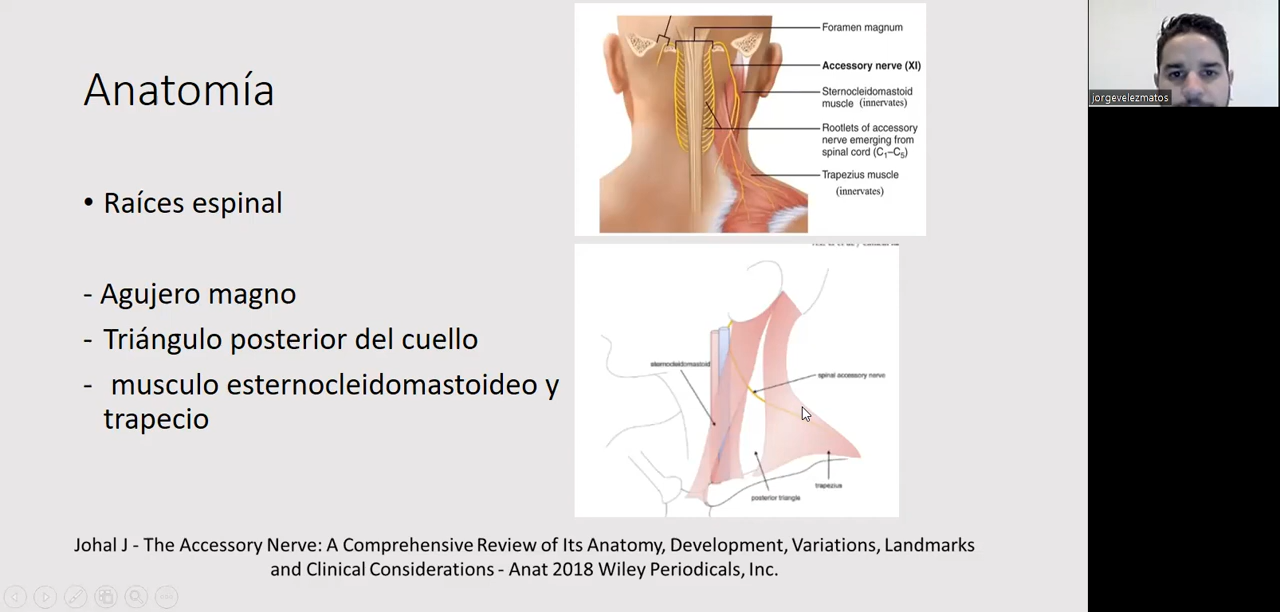 Anatomía
• Raíces espinal
- Agujero magno
- Triángulo posterior del cuello
- musculo esternocleidomastoideo y
trapecio
Foramen magnum
Accessory nerve (XI)
Sternocleidomastoid
muscle (innervates)
Rootlets of accessory
nerve emerging from
spinal cord (C₁–C₅)
Trapezius muscle
(innervates)
sternocleidomastoid
spinal accessory nerve
trapezius
posterior triangle
Johal J - The Accessory Nerve: A Comprehensive Review of Its Anatomy, Development, Variations, Landmarks
and Clinical Considerations - Anat 2018 Wiley Periodicals, Inc.
jorgevelezmatos